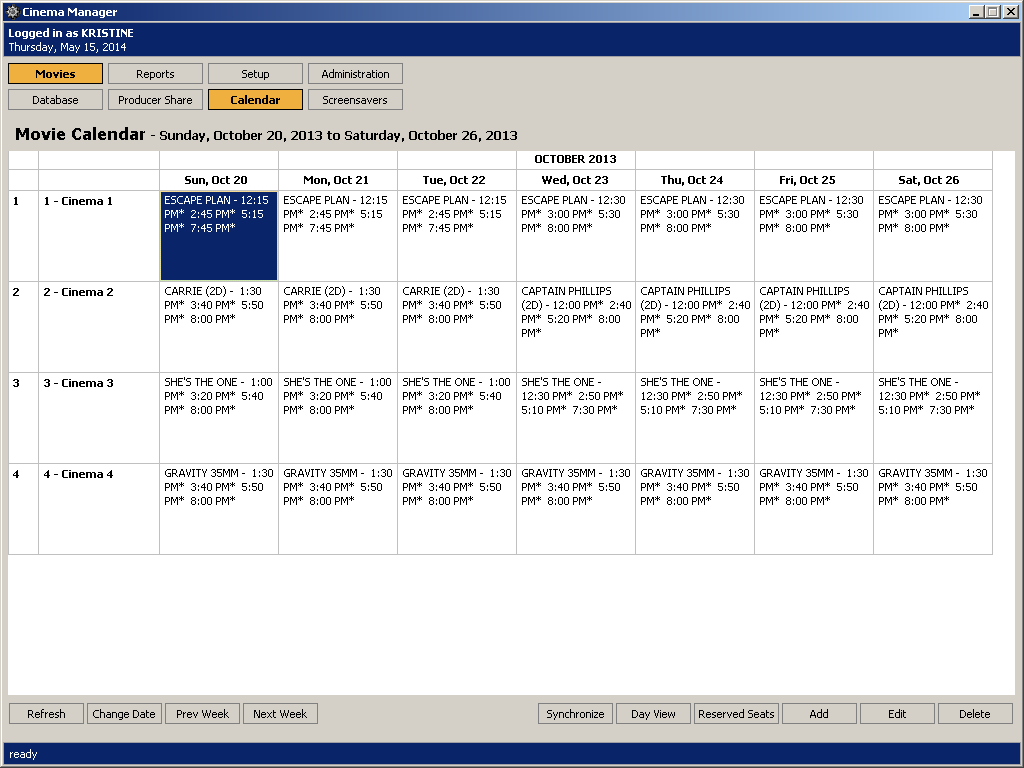 Cinema Manager
Logged in as KRISTINE
Thursday, May 15, 2014
Movies Reports Setup Administration
Database Producer Share Calendar Screensavers
Movie Calendar - Sunday, October 20, 2013 to Saturday, October 26, 2013
OCTOBER 2013
Sun, Oct 20 Mon, Oct 21 Tue, Oct 22 Wed, Oct 23 Thu, Oct 24 Fri, Oct 25 Sat, Oct 26
1 1 - Cinema 1 ESCAPE PLAN - 12:15 ESCAPE PLAN - 12:15 ESCAPE PLAN - 12:15 ESCAPE PLAN - 12:30 ESCAPE PLAN - 12:30 ESCAPE PLAN - 12:30 ESCAPE PLAN - 12:30
PM* 2:45 PM* 5:15 PM* 2:45 PM* 5:15 PM* 2:45 PM* 5:15 PM* 3:00 PM* 5:30 PM* 3:00 PM* 5:30 PM* 3:00 PM* 5:30 PM* 3:00 PM* 5:30
PM* 7:45 PM* PM* 7:45 PM* PM* 7:45 PM* PM* 8:00 PM* PM* 8:00 PM* PM* 8:00 PM* PM* 8:00 PM*
2 2 - Cinema 2 CARRIE (2D) - 1:30 CARRIE (2D) - 1:30 CARRIE (2D) - 1:30 CAPTAIN PHILLIPS CAPTAIN PHILLIPS CAPTAIN PHILLIPS CAPTAIN PHILLIPS
PM* 3:40 PM* 5:50 PM* 3:40 PM* 5:50 PM* 3:40 PM* 5:50 (2D) - 12:00 PM* 2:40 (2D) - 12:00 PM* 2:40 (2D) - 12:00 PM* 2:40 (2D) - 12:00 PM* 2:40
PM* 8:00 PM* PM* 8:00 PM* PM* 8:00 PM* PM* 5:20 PM* 8:00 PM* 5:20 PM* 8:00 PM* 5:20 PM* 8:00 PM* 5:20 PM* 8:00
PM* PM* PM* PM*
3 3 - Cinema 3 SHE'S THE ONE - 1:00 SHE'S THE ONE - 1:00 SHE'S THE ONE - 1:00 SHE'S THE ONE - SHE'S THE ONE - SHE'S THE ONE - SHE'S THE ONE -
PM* 3:20 PM* 5:40 PM* 3:20 PM* 5:40 PM* 3:20 PM* 5:40 12:30 PM* 2:50 PM* 12:30 PM* 2:50 PM* 12:30 PM* 2:50 PM* 12:30 PM* 2:50 PM*
PM* 8:00 PM* PM* 8:00 PM* PM* 8:00 PM* 5:10 PM* 7:30 PM* 5:10 PM* 7:30 PM* 5:10 PM* 7:30 PM* 5:10 PM* 7:30 PM*
4 4 - Cinema 4 GRAVITY 35MM - 1:30 GRAVITY 35MM - 1:30 GRAVITY 35MM - 1:30 GRAVITY 35MM - 1:30 GRAVITY 35MM - 1:30 GRAVITY 35MM - 1:30 GRAVITY 35MM - 1:30
PM* 3:40 PM* 5:50 PM* 3:40 PM* 5:50 PM* 3:40 PM* 5:50 PM* 3:40 PM* 5:50 PM* 3:40 PM* 5:50 PM* 3:40 PM* 5:50 PM* 3:40 PM* 5:50
PM* 8:00 PM* PM* 8:00 PM* PM* 8:00 PM* PM* 8:00 PM* PM* 8:00 PM* PM* 8:00 PM* PM* 8:00 PM*
Refresh Change Date Prev Week Next Week Synchronize Day View Reserved Seats Add Edit Delete
ready